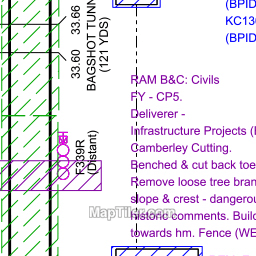 33.66
33.60
BAGSHOT TUNN
(121 YDS)
(BPID
KC130
(BPID
RAM B&C: Civils
FY - CP5.
Deliverer -
Infrastructure Projects (
Camberley Cutting.
Benched & cut back toe
Remove loose tree bran
slope & crest - dangerou
historic comments. Build
towards hm. Fence (WE
F339R
(Distant)
MapTiler.com